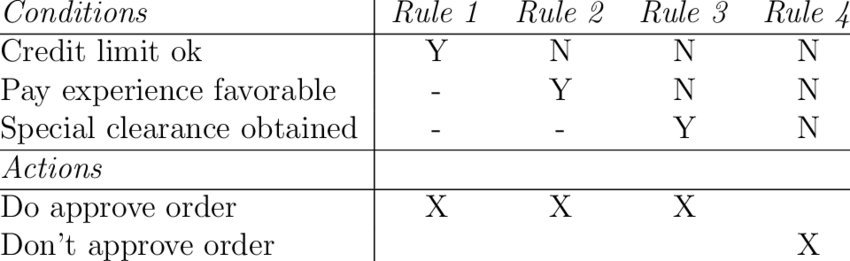 Conditions Rule 1 Rule 2 Rule 3 Rule 4
Credit limit ok Y N N N
Pay experience favorable - Y N N
Special clearance obtained - - Y N
Actions
Do approve order X X X
Don't approve order X